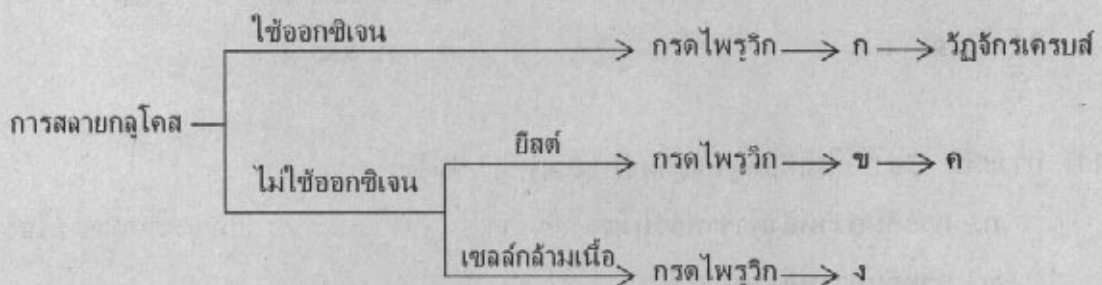 ใช้ออกซิเจน
กรดไพรูวิก ก วัฏจักรเครบส์
การสลายกลูโคส
ยีสต์
กรดไพรูวิก ข ค
ไม่ใช้ออกซิเจน
เซลล์กล้ามเนื้อ
กรดไพรูวิก ง